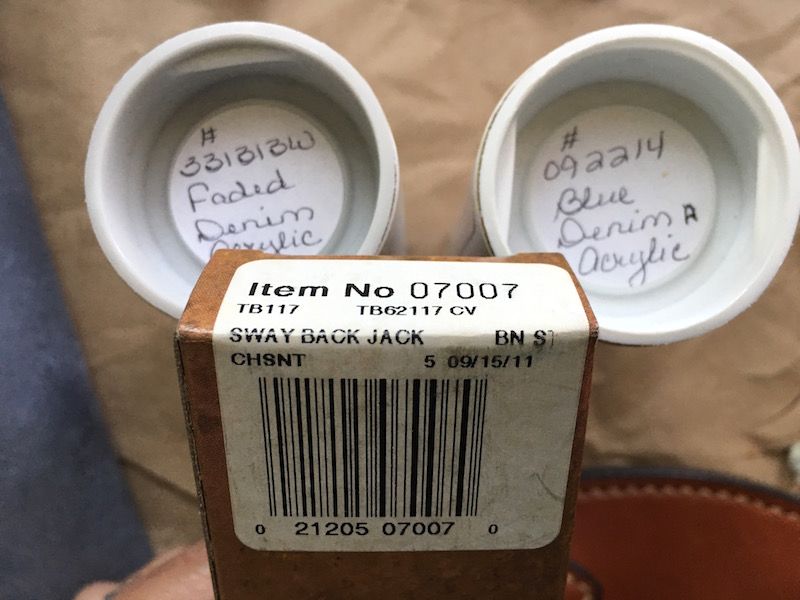 #
331313W
Faded
Denim
Acrylic
#
092214
Blue
Denim A
Acrylic
Item No 07007
TB117 TB62117 CV
SWAY BACK JACK BN
CHSNT 5 09/15/11
0 21205 07007 0